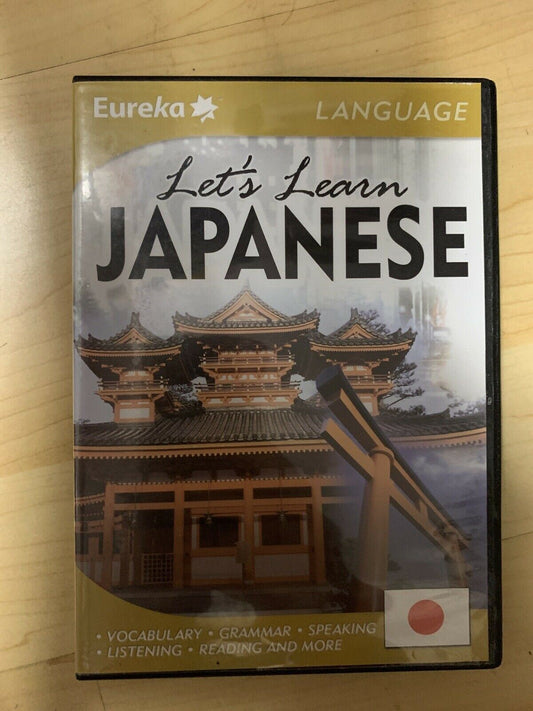 Eureka LANGUAGE
Let's Learn
JAPANESE
• VOCABULARY • GRAMMAR • SPEAKING
• LISTENING • READING AND MORE